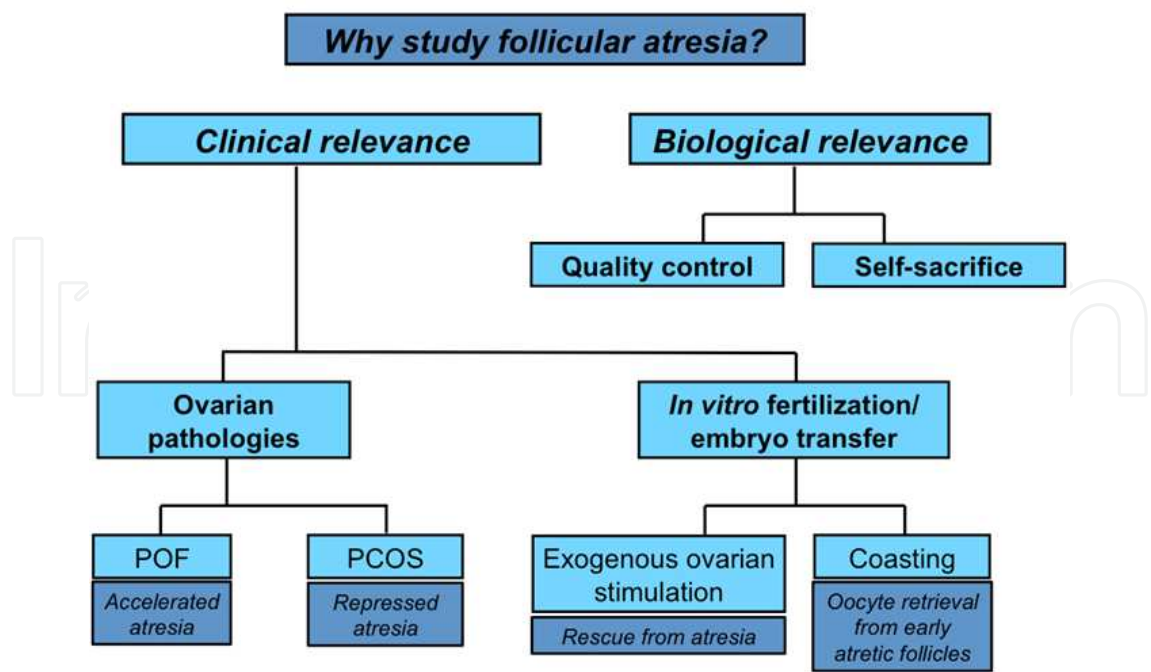 Why study follicular atresia?
Clinical relevance
Biological relevance
Quality control
Self-sacrifice
Ovarian
pathologies
In vitro fertilization/
embryo transfer
POF
Accelerated
atresia
PCOS
Repressed
atresia
Exogenous ovarian
stimulation
Rescue from atresia
Coasting
Oocyte retrieval
from early
atretic follicles